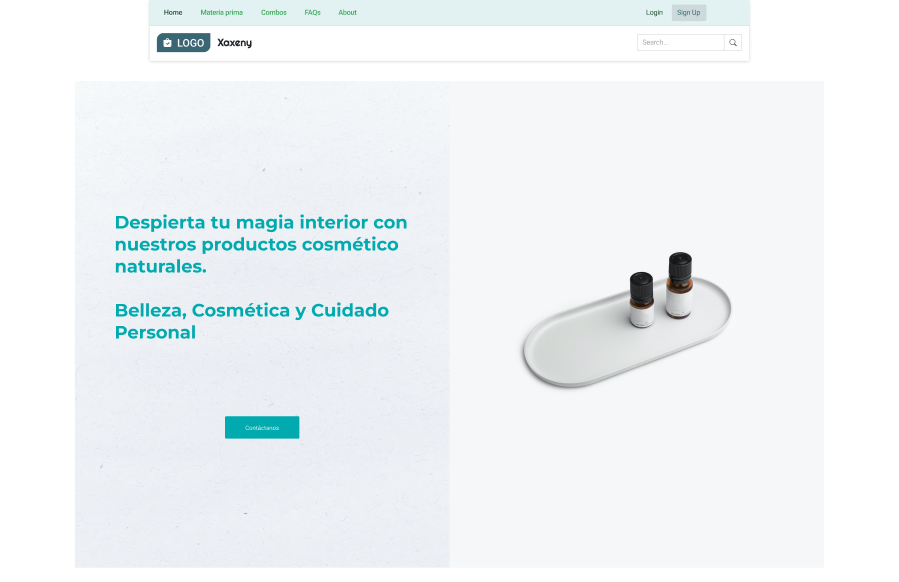 Home Materia prima Combos FAQs About Login Sign Up
LOGO Xaxeny Search...
Despierta tu magia interior con
nuestros productos cosmético
naturales.
Belleza, Cosmética y Cuidado
Personal
Contáctanos